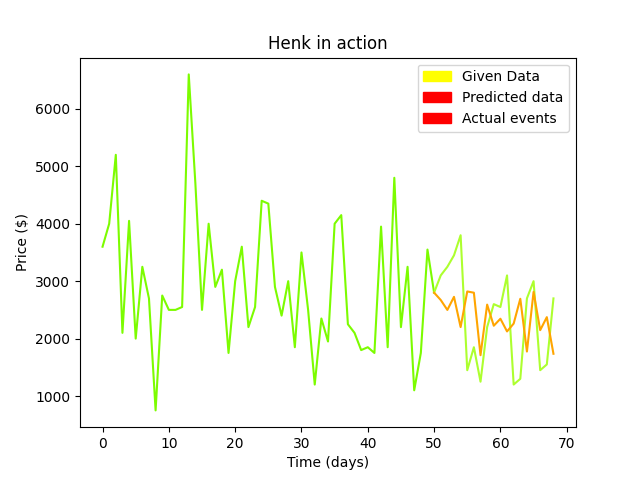 Henk in action
Given Data
Predicted data
Actual events
Price ($)
6000
5000
4000
3000
2000
1000
0 10 20 30 40 50 60 70
Time (days)